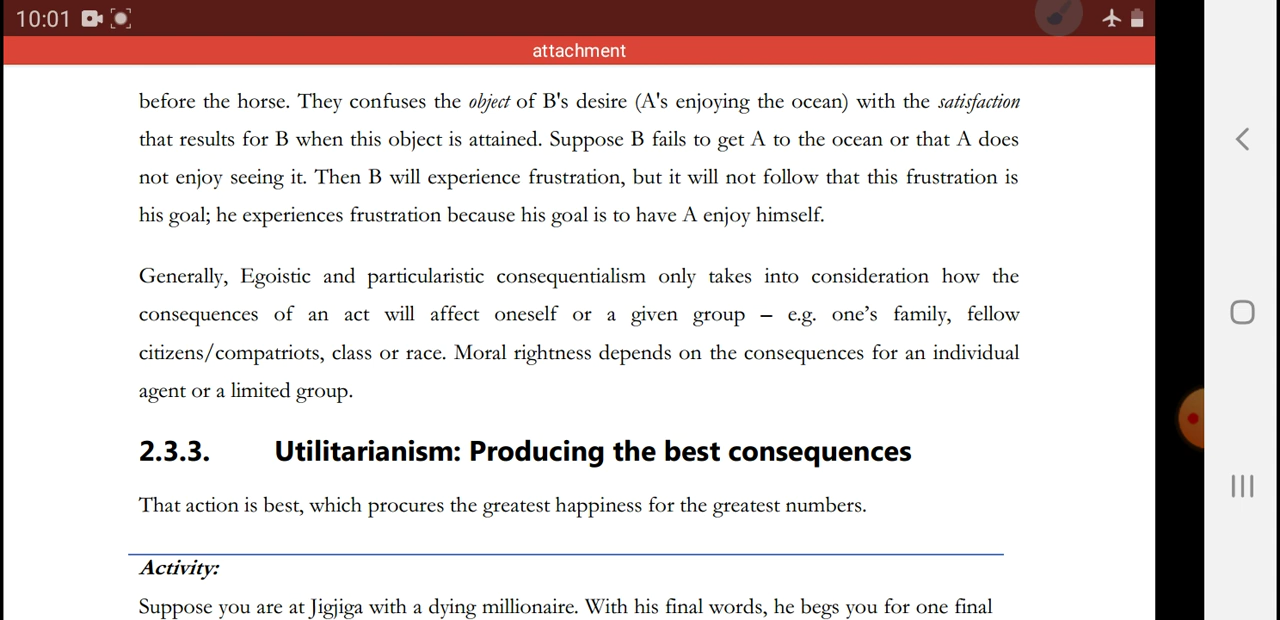 10:01
attachment
before the horse. They confuses the object of B's desire (A's enjoying the ocean) with the satisfaction
that results for B when this object is attained. Suppose B fails to get A to the ocean or that A does
not enjoy seeing it. Then B will experience frustration, but it will not follow that this frustration is
his goal; he experiences frustration because his goal is to have A enjoy himself.
Generally, Egoistic and particularistic consequentialism only takes into consideration how the
consequences of an act will affect oneself or a given group – e.g. one’s family, fellow
citizens/compatriots, class or race. Moral rightness depends on the consequences for an individual
agent or a limited group.
2.3.3. Utilitarianism: Producing the best consequences
That action is best, which procures the greatest happiness for the greatest numbers.
Activity:
Suppose you are at Jigjiga with a dying millionaire. With his final words, he begs you for one final